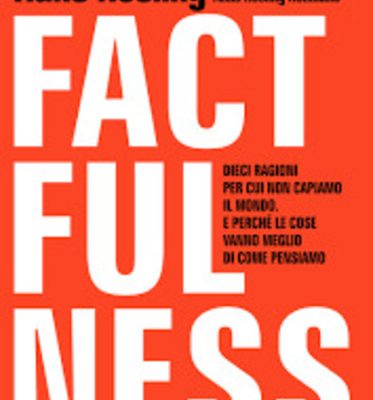 FACT
FUL
DIECI RAGIONI
PER CUI NON CAPIAMO
IL MONDO.
E PERCHÉ LE COSE
VANNO MEGLIO
DI COME PENSIAMO
NESS